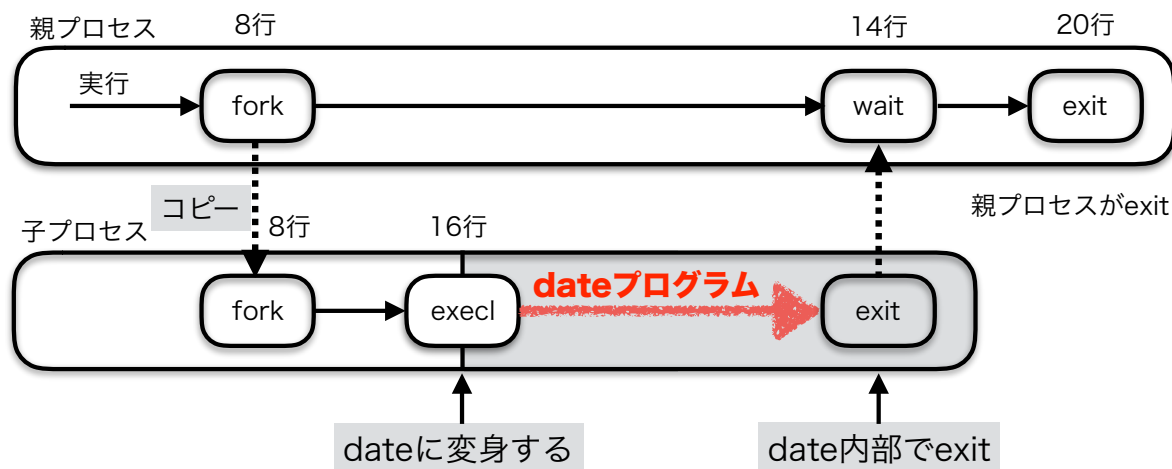 親プロセス
8行
14行
20行
実行
fork
wait
exit
コピー
親プロセスがexit
子プロセス
8行
16行
dateプログラム
fork
execl
exit
dateに変身する
date内部でexit